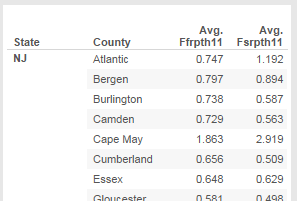 Avg. Avg.
State County Ffrpth11 Fsrpth11
NJ Atlantic 0.747 1.192
Bergen 0.797 0.894
Burlington 0.738 0.587
Camden 0.729 0.563
Cape May 1.863 2.919
Cumberland 0.656 0.509
Essex 0.648 0.629
Gloucester 0.581 0.498